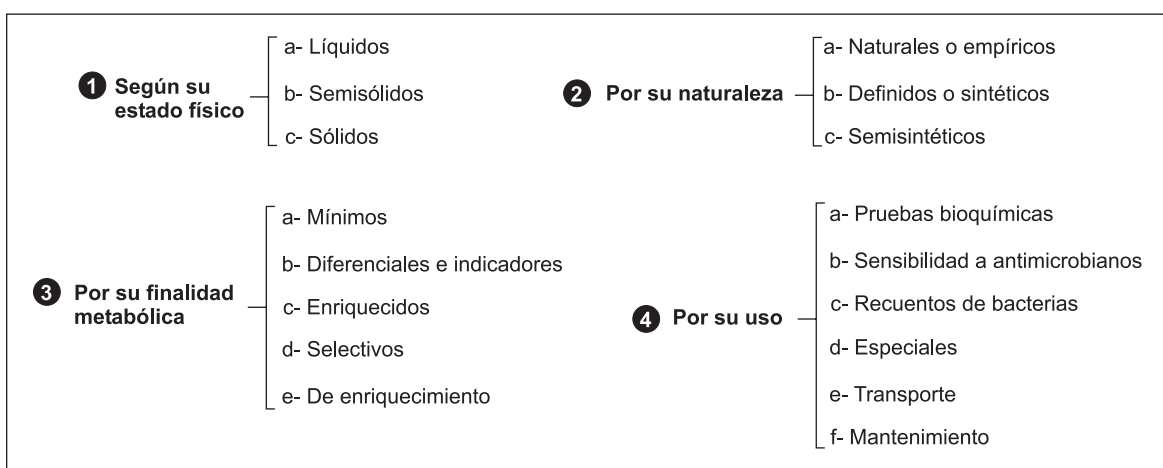 1 Según su
estado físico
a- Líquidos
b- Semisólidos
c- Sólidos
2 Por su naturaleza
a- Naturales o empíricos
b- Definidos o sintéticos
c- Semisintéticos
3 Por su finalidad
metabólica
a- Mínimos
b- Diferenciales e indicadores
c- Enriquecidos
d- Selectivos
e- De enriquecimiento
4 Por su uso
a- Pruebas bioquímicas
b- Sensibilidad a antimicrobianos
c- Recuentos de bacterias
d- Especiales
e- Transporte
f- Mantenimiento